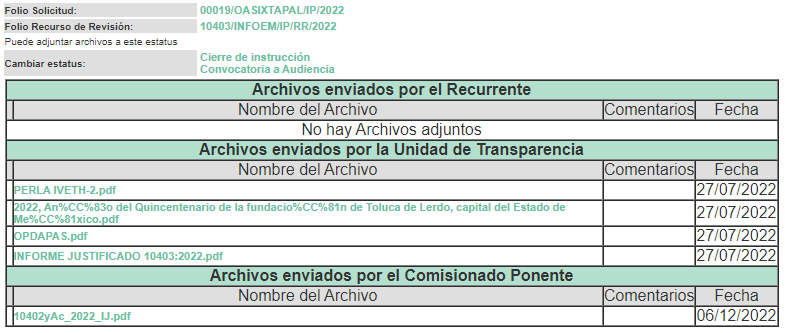 Folio Solicitud: 00019/OASIXTAPAL/IP/2022
Folio Recurso de Revisión: 10403/INFOEM/IP/RR/2022
Puede adjuntar archivos a este estatus
Cambiar estatus: Cierre de instrucción
Convocatoria a Audiencia
Archivos enviados por el Recurrente
Nombre del Archivo Comentarios Fecha
No hay Archivos adjuntos
Archivos enviados por la Unidad de Transparencia
Nombre del Archivo Comentarios Fecha
PERLA IVETH-2.pdf 27/07/2022
2022, An%CC%83o del Quincentenario de la fundacio%CC%81n de Toluca de Lerdo, capital del Estado de
Me%CC%81xico.pdf 27/07/2022
OPDAPAS.pdf 27/07/2022
INFORME JUSTIFICADO 10403:2022.pdf 27/07/2022
Archivos enviados por el Comisionado Ponente
Nombre del Archivo Comentarios Fecha
10402yAc_2022_IJ.pdf 06/12/2022